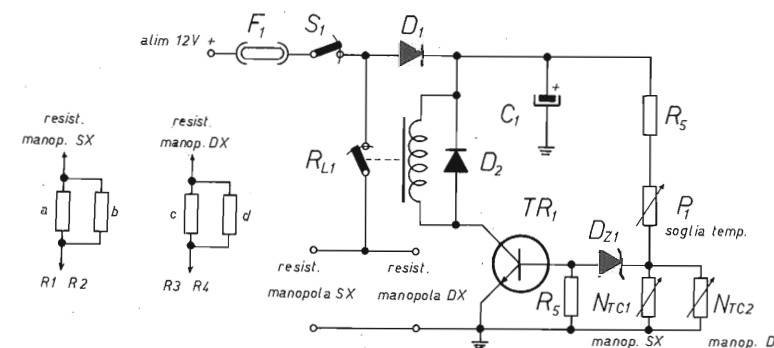 F1
S1
D1
alim 12V +
C1
+
R5
resist.
manop. SX
resist.
manop. DX
RL1
D2
a
b
c
d
P1
soglia temp.
TR1
DZ1
R1 R2
R3 R4
resist.
manopola SX
resist.
manopola DX
R5
NTC1
NTC2
manop. SX
manop. D